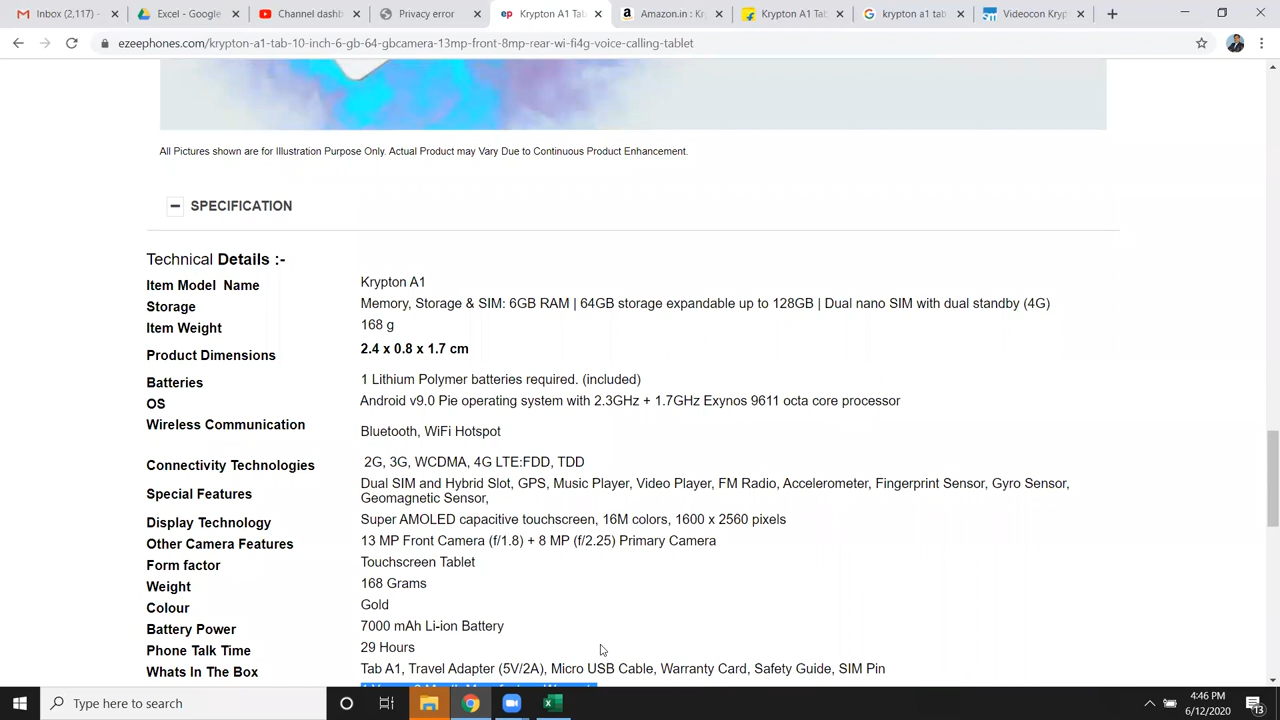 Inbox (2,117) -
Excel - Google
Channel dashb
Privacy error
ep Krypton A1 Tab
Amazon.in : Kr
Krypton A1 Tab
krypton a1 tab
Videocon Kryp
ezeephones.com/krypton-a1-tab-10-inch-6-gb-64-gbcamera-13mp-front-8mp-rear-wi-fi4g-voice-calling-tablet
All Pictures shown are for Illustration Purpose Only. Actual Product may Vary Due to Continuous Product Enhancement.
SPECIFICATION
Technical Details :-
Item Model Name Krypton A1
Storage Memory, Storage & SIM: 6GB RAM | 64GB storage expandable up to 128GB | Dual nano SIM with dual standby (4G)
Item Weight 168 g
Product Dimensions 2.4 x 0.8 x 1.7 cm
Batteries 1 Lithium Polymer batteries required. (included)
OS Android v9.0 Pie operating system with 2.3GHz + 1.7GHz Exynos 9611 octa core processor
Wireless Communication Bluetooth, WiFi Hotspot
Connectivity Technologies 2G, 3G, WCDMA, 4G LTE:FDD, TDD
Special Features Dual SIM and Hybrid Slot, GPS, Music Player, Video Player, FM Radio, Accelerometer, Fingerprint Sensor, Gyro Sensor,
Geomagnetic Sensor,
Display Technology Super AMOLED capacitive touchscreen, 16M colors, 1600 x 2560 pixels
Other Camera Features 13 MP Front Camera (f/1.8) + 8 MP (f/2.25) Primary Camera
Form factor Touchscreen Tablet
Weight 168 Grams
Colour Gold
Battery Power 7000 mAh Li-ion Battery
Phone Talk Time 29 Hours
Whats In The Box Tab A1, Travel Adapter (5V/2A), Micro USB Cable, Warranty Card, Safety Guide, SIM Pin
Type here to search
4:46 PM
6/12/2020
13